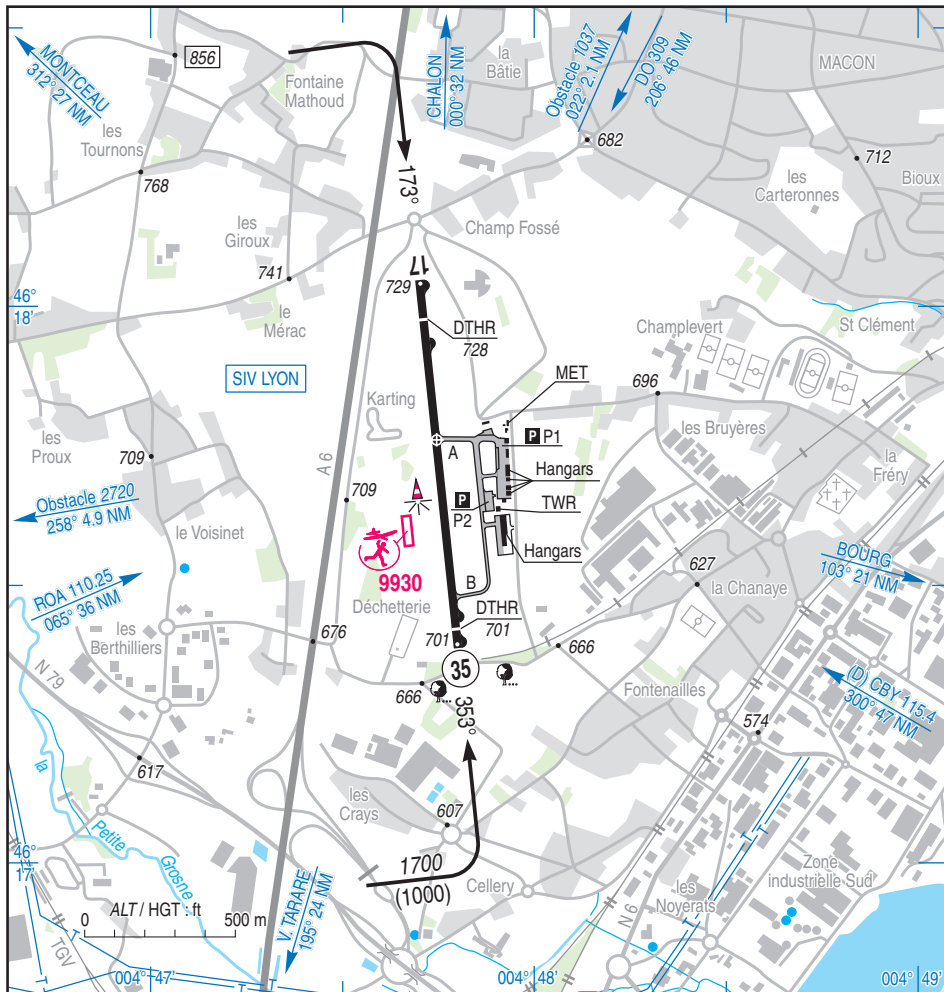 MONTCEAU
312° 27 NM
856
Fontaine
Mathoud
CHALON
000° 32 NM
la
Bâtie
Obstacle 1037
022° 2.1 NM
DO 309
206° 46 NM
MACON
les
Tournons
768
682
712
les
Carteronnes
Bioux
173°
les
Giroux
Champ Fossé
741
17
729
46°
18'
le
Mérac
DTHR
728
Champlevert
St Clément
SIV LYON
MET
696
Karting
les Bruyères
les
Proux
709
A 6
A
P P1
la
Fréry
Hangars
Obstacle 2720
258° 4.9 NM
709
P
P2
TWR
le Voisinet
Hangars
BOURG
103° 21 NM
9930
B
627
la Chanaye
ROA 110.25
065° 36 NM
Déchetterie
DTHR
701
701
les
Berthilliers
676
666
35
N 79
666
Fontenailles
(D) CBY 115.4
300° 47 NM
353°
574
617
la
Petite
Grosne
les
Crays
607
46°
17'
1700
(1000)
Cellery
Zone
industrielle Sud
les
Noyerats
N 6
V. TARARE
195° 24 NM
ALT / HGT : ft
0
500 m
TGV
004° 47'
004° 48'
004° 49'